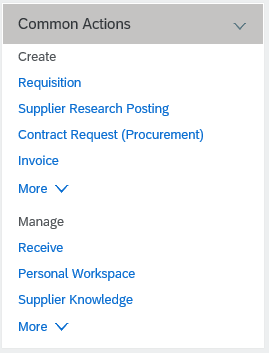 Common Actions
Create
Requisition
Supplier Research Posting
Contract Request (Procurement)
Invoice
More
Manage
Receive
Personal Workspace
Supplier Knowledge
More